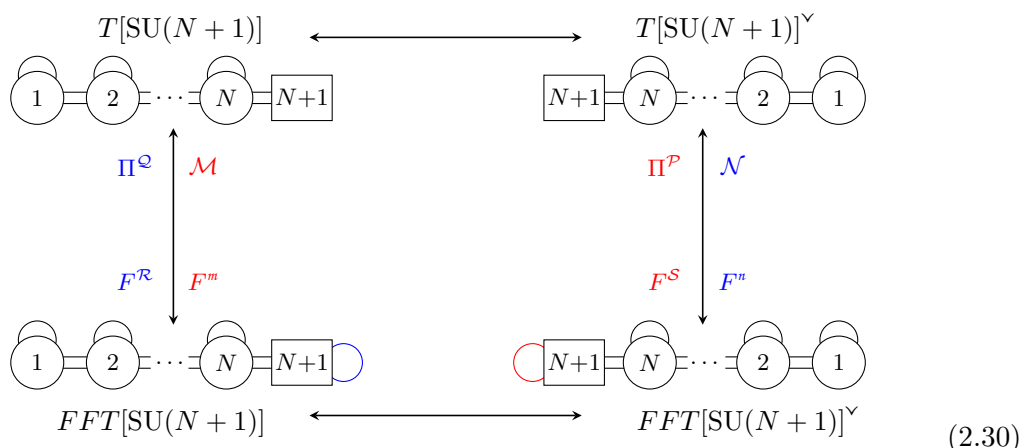 T[SU(N + 1)] T[SU(N + 1)]^∨
1 2 ⋯ N N+1 N+1 N ⋯ 2 1
Π^𝒬 ℳ Π^𝒫 𝒩
F^ℛ F^m F^𝒮 F^n
1 2 ⋯ N N+1 N+1 N ⋯ 2 1
FFT[SU(N + 1)] FFT[SU(N + 1)]^∨
(2.30)